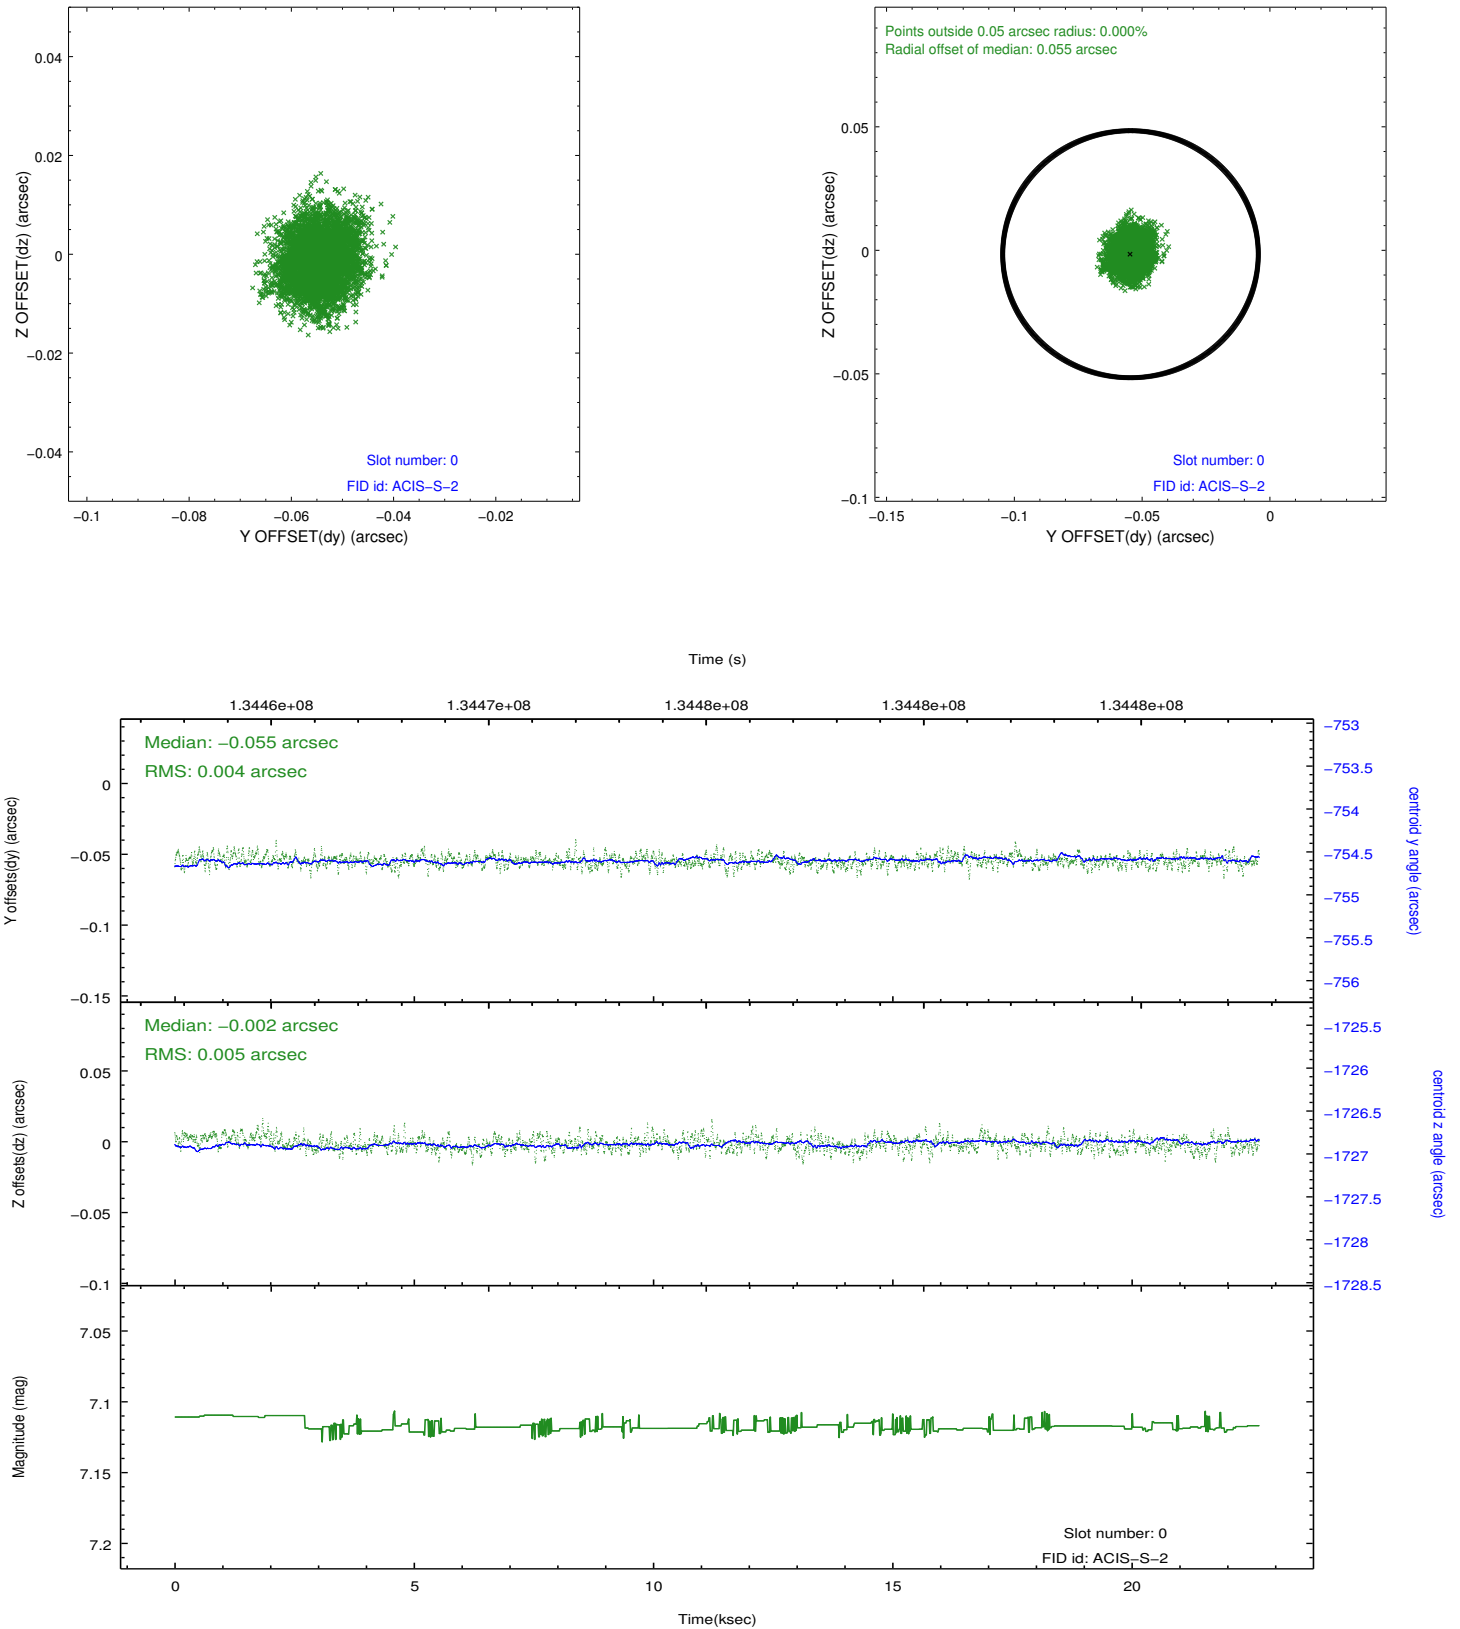 0.04
0.02
0
−0.02
−0.04
Z OFFSET(dz) (arcsec)
Slot number: 0
FID id: ACIS−S−2
−0.1
−0.08
−0.06
−0.04
−0.02
Y OFFSET(dy) (arcsec)
Points outside 0.05 arcsec radius: 0.000%
Radial offset of median: 0.055 arcsec
0.05
0
−0.05
−0.1
Z OFFSET(dz) (arcsec)
Slot number: 0
FID id: ACIS−S−2
−0.15
−0.1
−0.05
0
Y OFFSET(dy) (arcsec)
Time (s)
1.3446e+08
1.3447e+08
1.3448e+08
1.3448e+08
1.3448e+08
Median: −0.055 arcsec
RMS: 0.004 arcsec
0
−0.05
−0.1
−0.15
Y offsets(dy) (arcsec)
−753
−753.5
−754
−754.5
−755
−755.5
−756
centroid y angle (arcsec)
Median: −0.002 arcsec
RMS: 0.005 arcsec
0.05
0
−0.05
−0.1
Z offsets(dz) (arcsec)
−1725.5
−1726
−1726.5
−1727
−1727.5
−1728
−1728.5
centroid z angle (arcsec)
7.05
7.1
7.15
7.2
Magnitude (mag)
Slot number: 0
FID id: ACIS−S−2
0
5
10
15
20
Time(ksec)